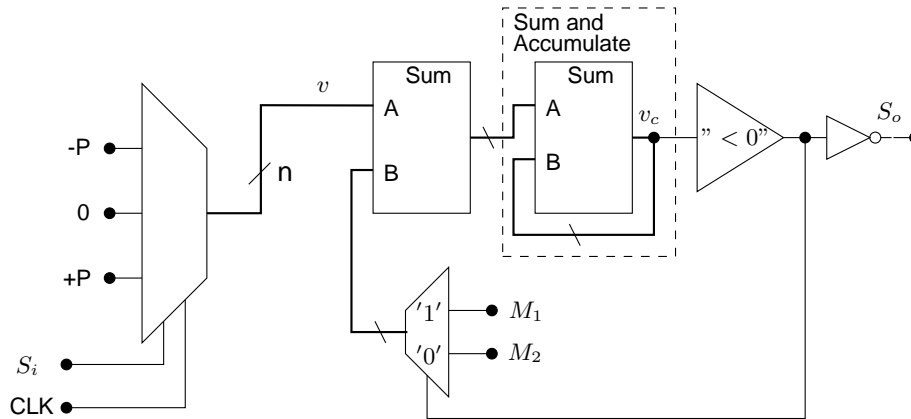 Sum and
Accumulate
Sum
Sum
v
A
B
A
B
v_c
" < 0"
S_o
-P
0
+P
n
'1'
'0'
M_1
M_2
S_i
CLK